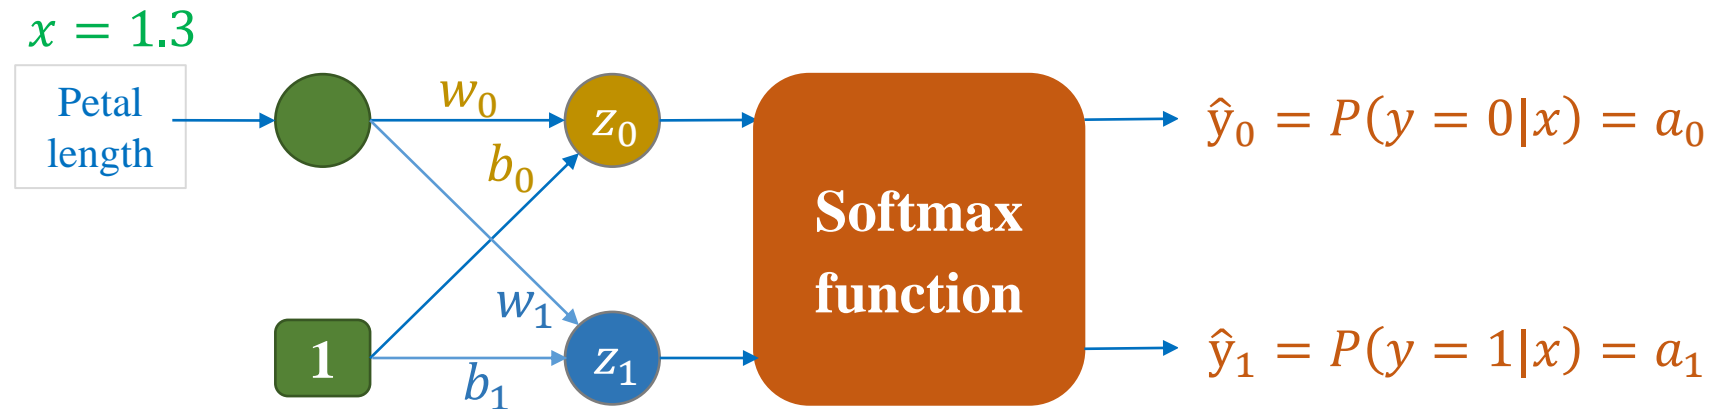 x = 1.3
Petal
length
w₀
b₀
z₀
1
w₁
b₁
z₁
Softmax
function
ŷ₀ = P(y = 0|x) = a₀
ŷ₁ = P(y = 1|x) = a₁